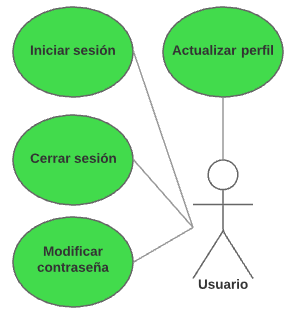 Iniciar sesión
Actualizar perfil
Cerrar sesión
Modificar
contraseña
Usuario